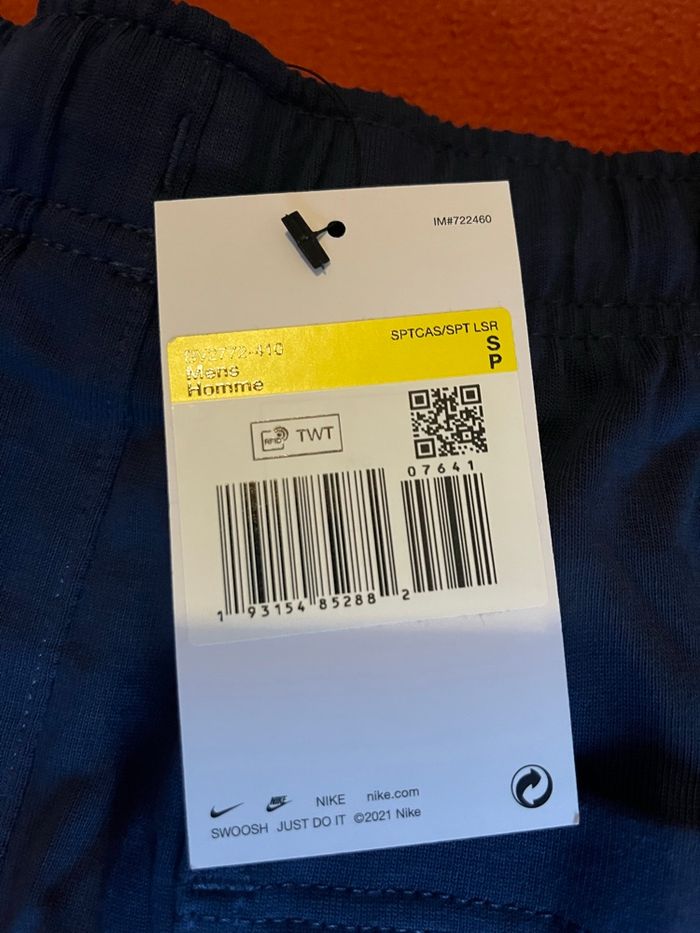 IM#722460
SPTCAS/SPT LSR
S
P
Mens
Homme
RFID TWT
07641
1 93154 85288 2
NIKE nike.com
SWOOSH JUST DO IT ©2021 Nike